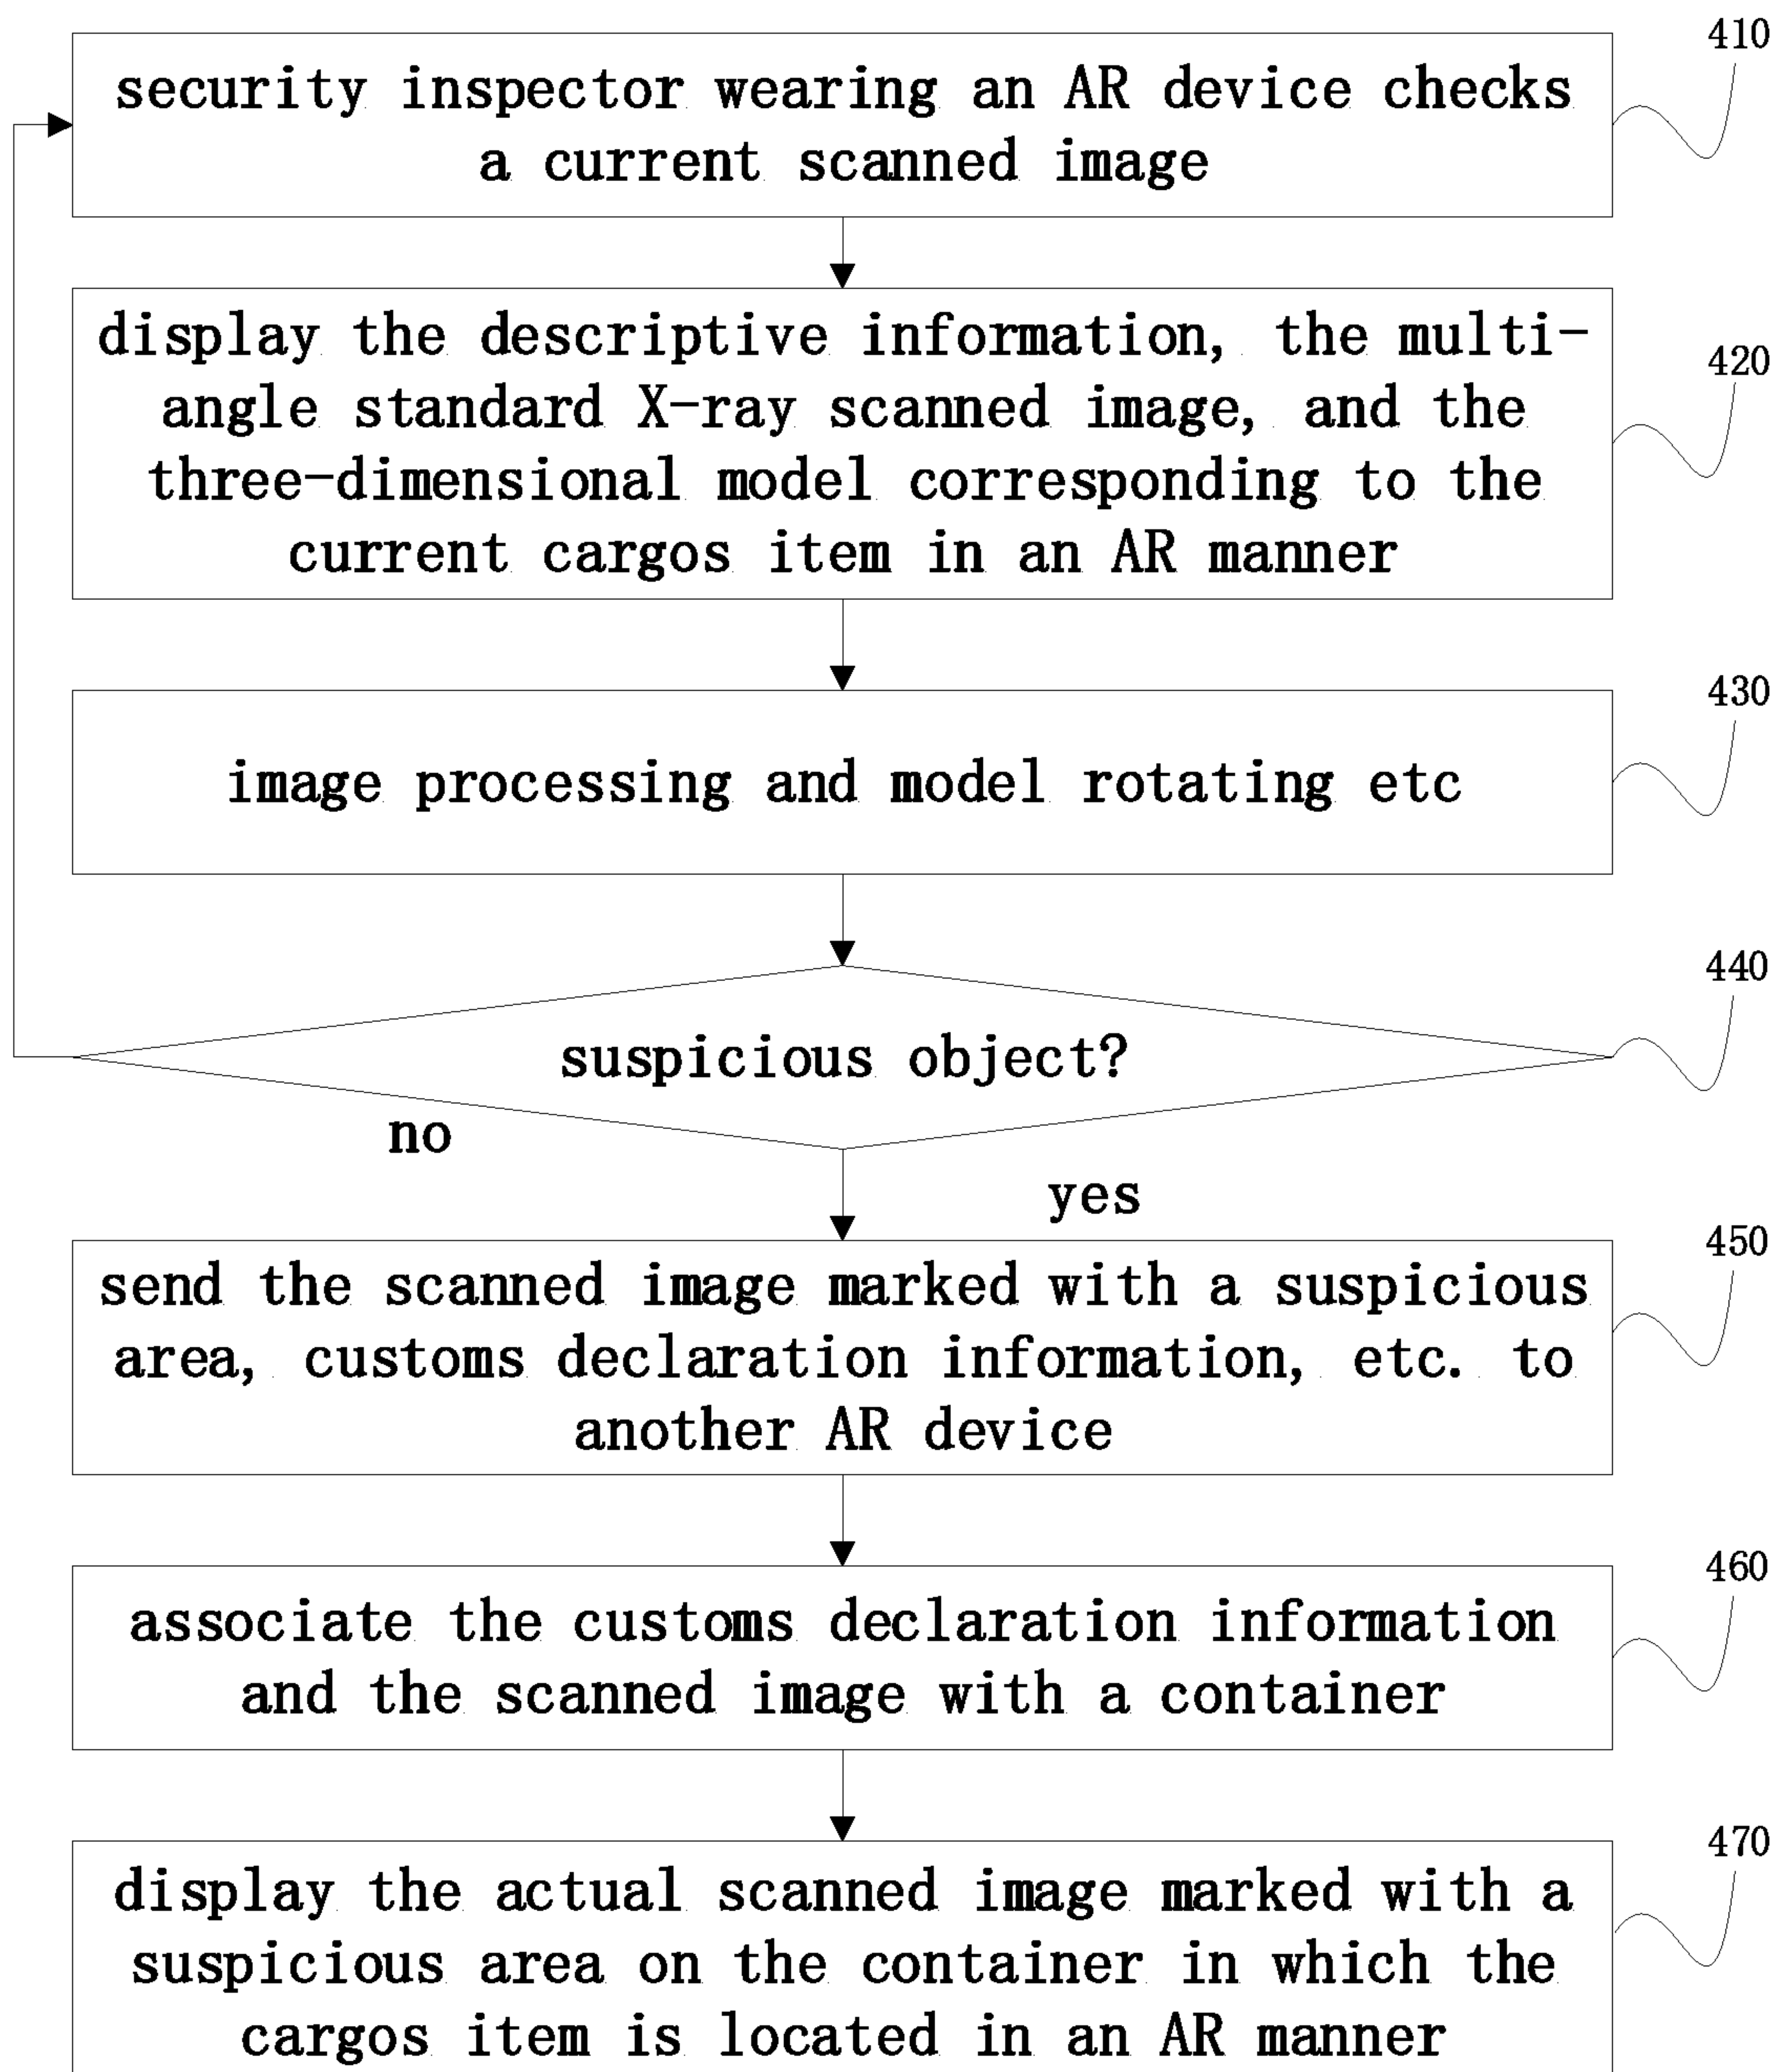 410
security inspector wearing an AR device checks
a current scanned image
420
display the descriptive information, the multi-
angle standard X-ray scanned image, and the
three-dimensional model corresponding to the
current cargos item in an AR manner
430
image processing and model rotating etc
440
suspicious object?
no
yes
450
send the scanned image marked with a suspicious
area, customs declaration information, etc. to
another AR device
460
associate the customs declaration information
and the scanned image with a container
470
display the actual scanned image marked with a
suspicious area on the container in which the
cargos item is located in an AR manner